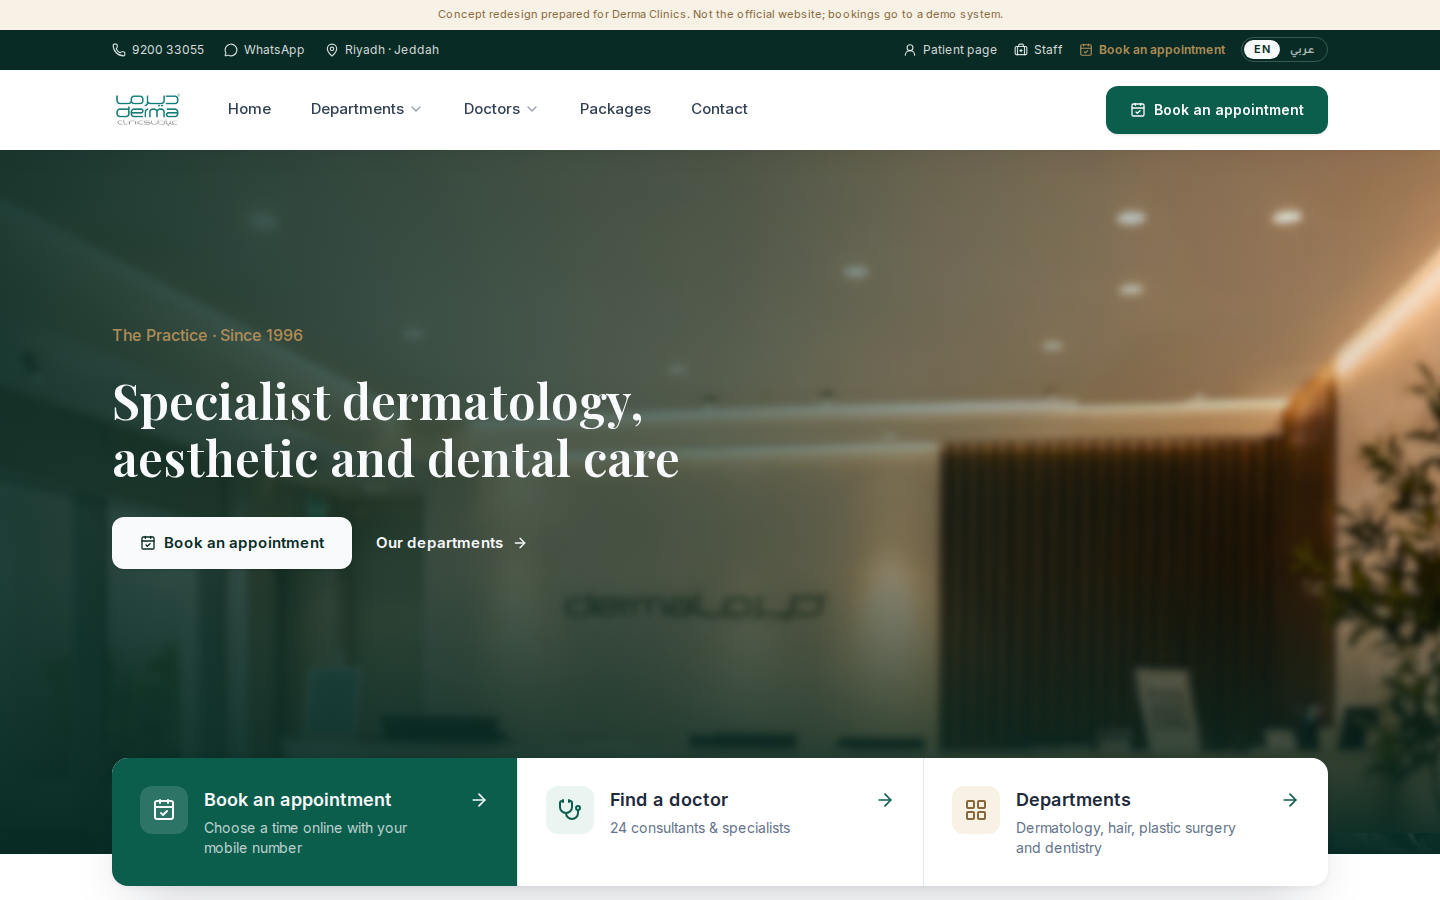 Concept redesign prepared for Derma Clinics. Not the official website; bookings go to a demo system.
9200 33055
WhatsApp
Riyadh · Jeddah
Patient page
Staff
Book an appointment
EN
عربي
ديرما
derma
Home
Departments
Doctors
Packages
Contact
Book an appointment
The Practice · Since 1996
Specialist dermatology,
aesthetic and dental care
Book an appointment
Our departments
derma ديرما
Book an appointment
Choose a time online with your
mobile number
Find a doctor
24 consultants & specialists
Departments
Dermatology, hair, plastic surgery
and dentistry